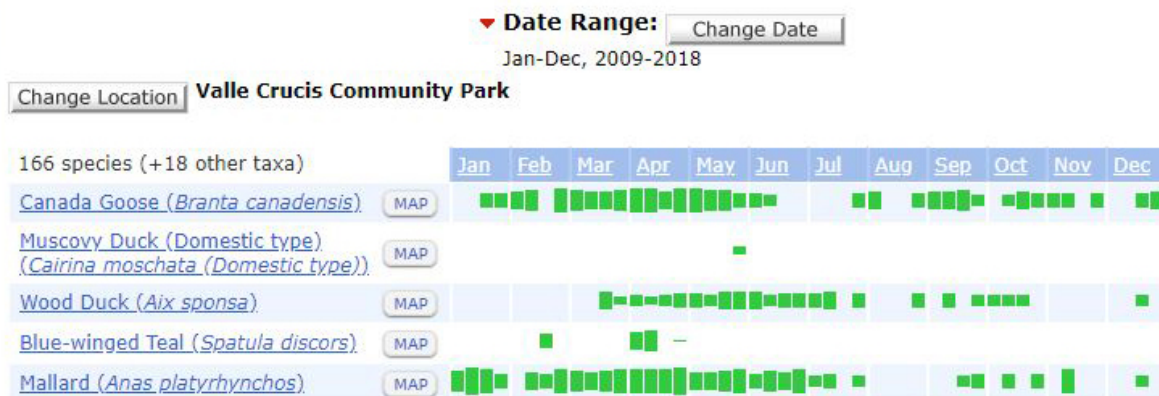 Date Range: Change Date
Jan-Dec, 2009-2018
Change Location Valle Crucis Community Park
166 species (+18 other taxa) Jan Feb Mar Apr May Jun Jul Aug Sep Oct Nov Dec
Canada Goose (Branta canadensis) MAP
Muscovy Duck (Domestic type)
(Cairina moschata (Domestic type)) MAP
Wood Duck (Aix sponsa) MAP
Blue-winged Teal (Spatula discors) MAP
Mallard (Anas platyrhynchos) MAP